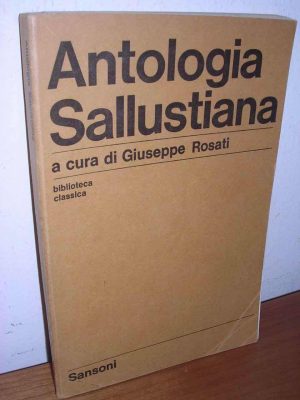 Antologia
Sallustiana
a cura di Giuseppe Rosati
biblioteca
classica
Sansoni